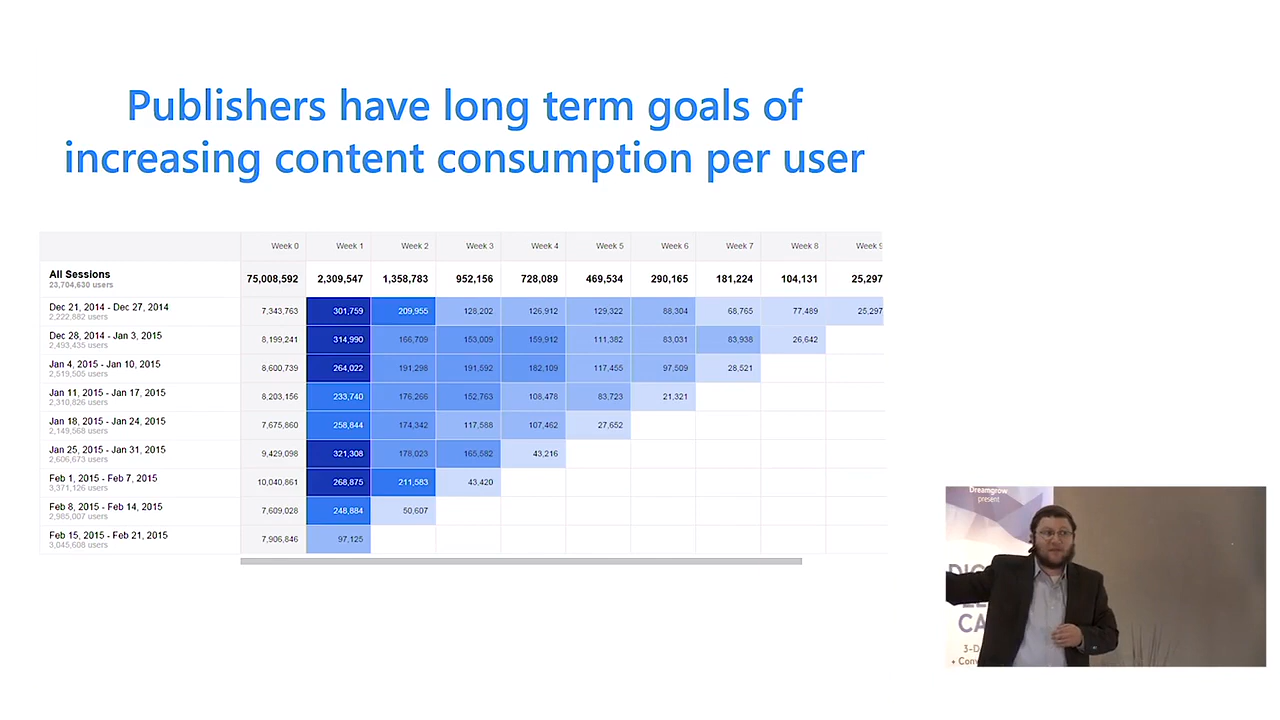 Publishers have long term goals of
increasing content consumption per user
Week 0 Week 1 Week 2 Week 3 Week 4 Week 5 Week 6 Week 7 Week 8 Week 9
All Sessions 75,008,592 2,309,547 1,358,783 952,156 728,089 469,534 290,165 181,224 104,131 25,297
23,704,630 users
Dec 21, 2014 - Dec 27, 2014 7,343,763 301,759 209,955 128,202 126,912 129,322 88,304 68,765 77,489 25,297
2,222,882 users
Dec 28, 2014 - Jan 3, 2015 8,199,241 314,990 166,709 153,009 159,912 111,382 83,031 83,938 26,642
2,493,435 users
Jan 4, 2015 - Jan 10, 2015 8,600,739 264,022 191,298 191,592 182,109 117,455 97,509 28,521
2,519,505 users
Jan 11, 2015 - Jan 17, 2015 8,203,156 233,740 176,266 152,763 108,478 83,723 21,321
2,310,826 users
Jan 18, 2015 - Jan 24, 2015 7,675,860 258,844 174,342 117,588 107,462 27,652
2,149,568 users
Jan 25, 2015 - Jan 31, 2015 9,429,098 321,308 178,023 165,582 43,216
2,606,673 users
Feb 1, 2015 - Feb 7, 2015 10,040,861 268,875 211,583 43,420
3,371,126 users
Feb 8, 2015 - Feb 14, 2015 7,609,028 248,884 50,607
2,985,007 users
Feb 15, 2015 - Feb 21, 2015 7,906,846 97,125
3,045,608 users
Dreamgrow
present
CA
3-D